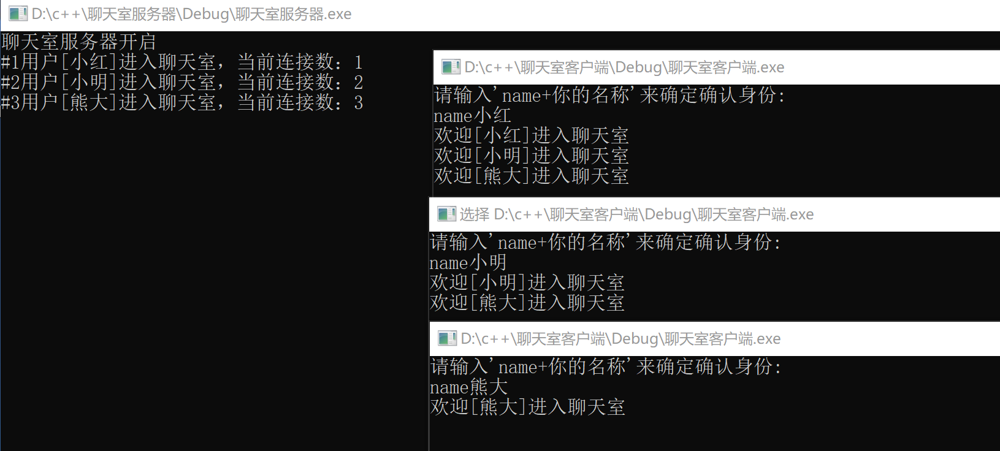 D:\c++\聊天室服务器\Debug\聊天室服务器.exe
聊天室服务器开启
#1用户[小红]进入聊天室，当前连接数：1
#2用户[小明]进入聊天室，当前连接数：2
#3用户[熊大]进入聊天室，当前连接数：3
D:\c++\聊天室客户端\Debug\聊天室客户端.exe
请输入'name+你的名称'来确定确认身份:
name小红
欢迎[小红]进入聊天室
欢迎[小明]进入聊天室
欢迎[熊大]进入聊天室
选择 D:\c++\聊天室客户端\Debug\聊天室客户端.exe
请输入'name+你的名称'来确定确认身份:
name小明
欢迎[小明]进入聊天室
欢迎[熊大]进入聊天室
D:\c++\聊天室客户端\Debug\聊天室客户端.exe
请输入'name+你的名称'来确定确认身份:
name熊大
欢迎[熊大]进入聊天室